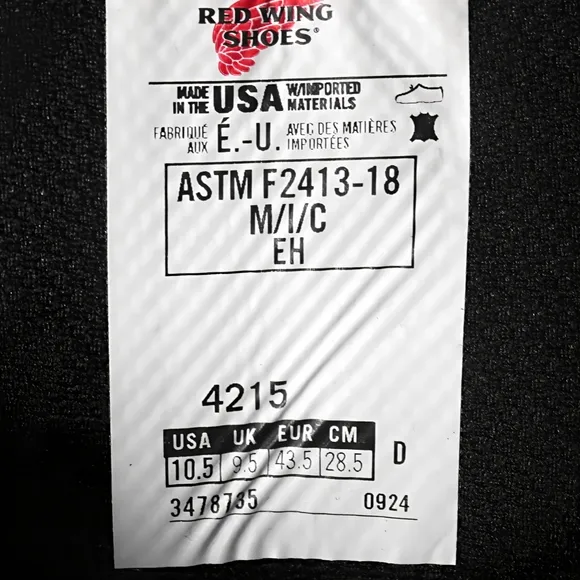 RED WING
SHOES®
MADE IN THE USA W/IMPORTED MATERIALS
FABRIQUÉ AUX É.-U. AVEC DES MATIÈRES IMPORTÉES
ASTM F2413-18
M/I/C
EH
4215
USA UK EUR CM
10.5 9.5 43.5 28.5 D
3478735 0924